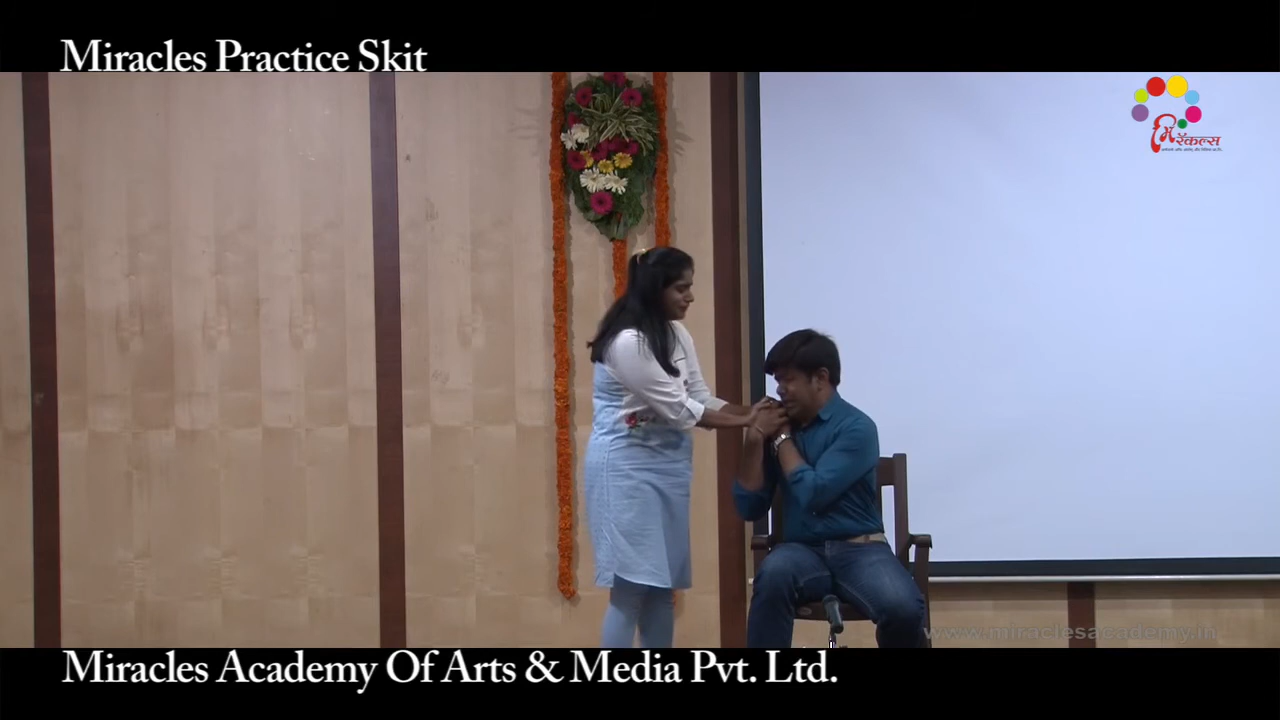 Miracles Practice Skit
मिरॅकल्स
www.miraclesacademy.in
Miracles Academy Of Arts & Media Pvt. Ltd.